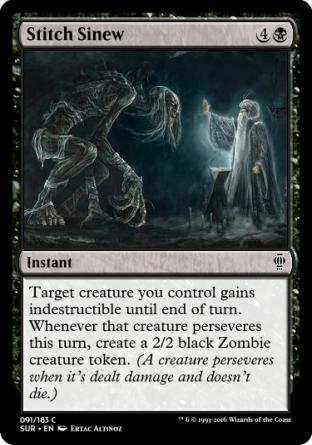 Stitch Sinew 4
Instant
Target creature you control gains
indestructible until end of turn.
Whenever that creature perseveres
this turn, create a 2/2 black Zombie
creature token. (A creature perseveres
when it's dealt damage and doesn't
die.)
091/183 C
SUR • EN Ertac Altinoz
™ & © 1993-2016 Wizards of the Coast